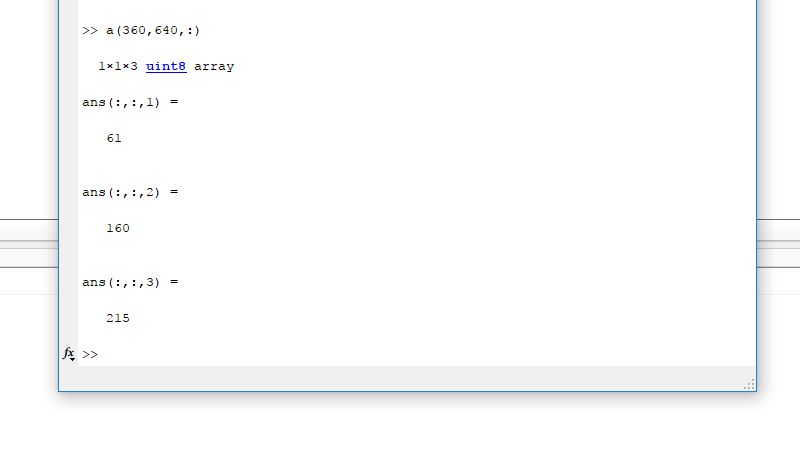 >> a(360,640,:)
1×1×3 uint8 array
ans(:,:,1) =
61
ans(:,:,2) =
160
ans(:,:,3) =
215
fx >>